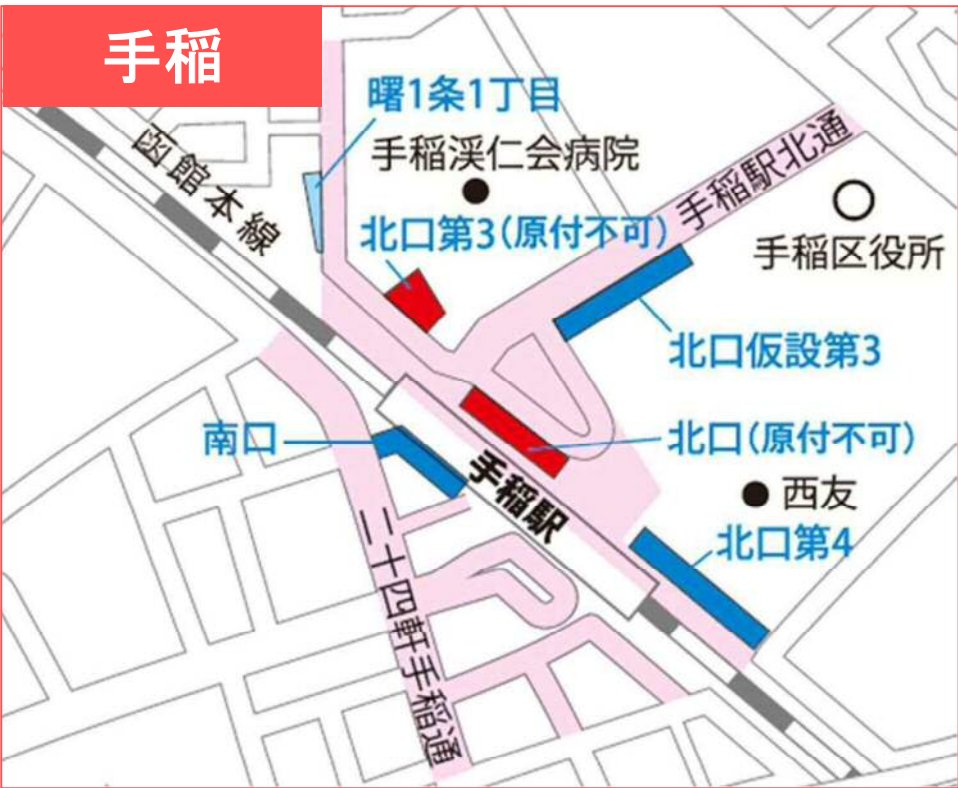 手稲
曙1条1丁目
函館本線
手稲渓仁会病院
手稲駅北通
北口第3(原付不可)
手稲区役所
北口仮設第3
南口
北口(原付不可)
手稲駅
西友
北口第4
二十四軒手稲通